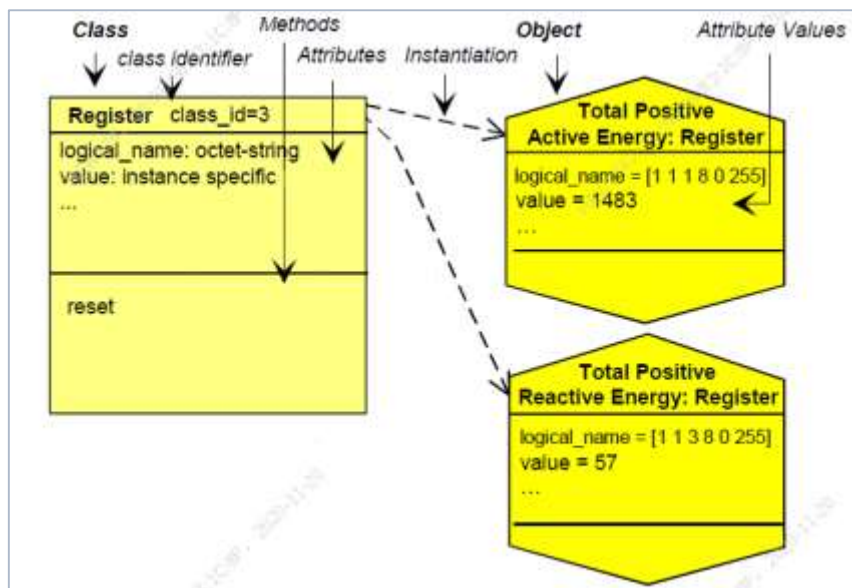 Class
class identifier
Methods
Attributes
Instantiation
Object
Attribute Values
Register class_id=3
logical_name: octet-string
value: instance specific
...
reset
Total Positive
Active Energy: Register
logical_name = [1 1 1 8 0 255]
value = 1483
...
Total Positive
Reactive Energy: Register
logical_name = [1 1 3 8 0 255]
value = 57
...